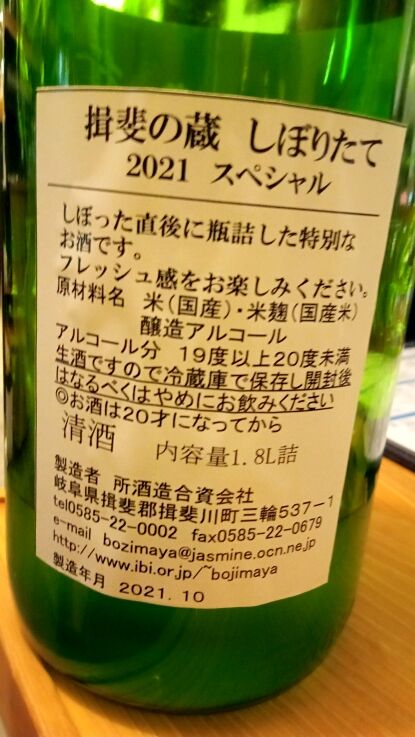 揖斐の蔵 しぼりたて
2021 スペシャル
しぼった直後に瓶詰した特別な
お酒です。
フレッシュ感をお楽しみください。
原材料名 米(国産)・米麹(国産米)
醸造アルコール
アルコール分 19度以上20度未満
生酒ですので冷蔵庫で保存し開封後
はなるべくはやめにお飲みください
◎お酒は20才になってから
清酒 内容量1.8L詰
製造者 所酒造合資会社
岐阜県揖斐郡揖斐川町三輪537-1
tel0585-22-0002 fax0585-22-0679
e-mail bozimaya@jasmine.ocn.ne.jp
http://www.ibi.or.jp/~bojimaya
製造年月 2021.10